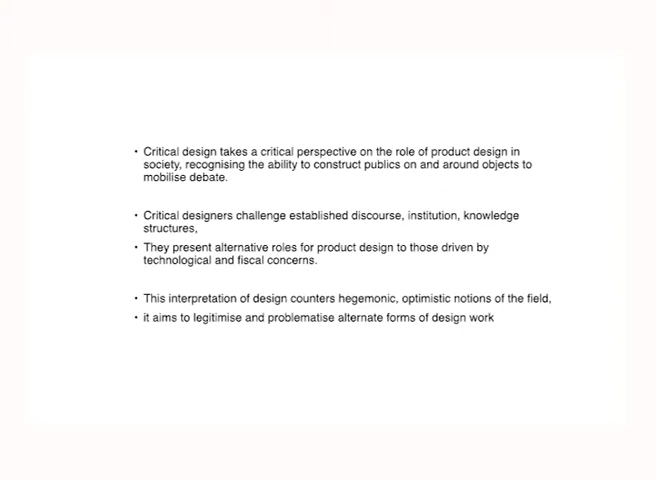 • Critical design takes a critical perspective on the role of product design in
society, recognising the ability to construct publics on and around objects to
mobilise debate.
• Critical designers challenge established discourse, institution, knowledge
structures,
• They present alternative roles for product design to those driven by
technological and fiscal concerns.
• This interpretation of design counters hegemonic, optimistic notions of the field,
• it aims to legitimise and problematise alternate forms of design work